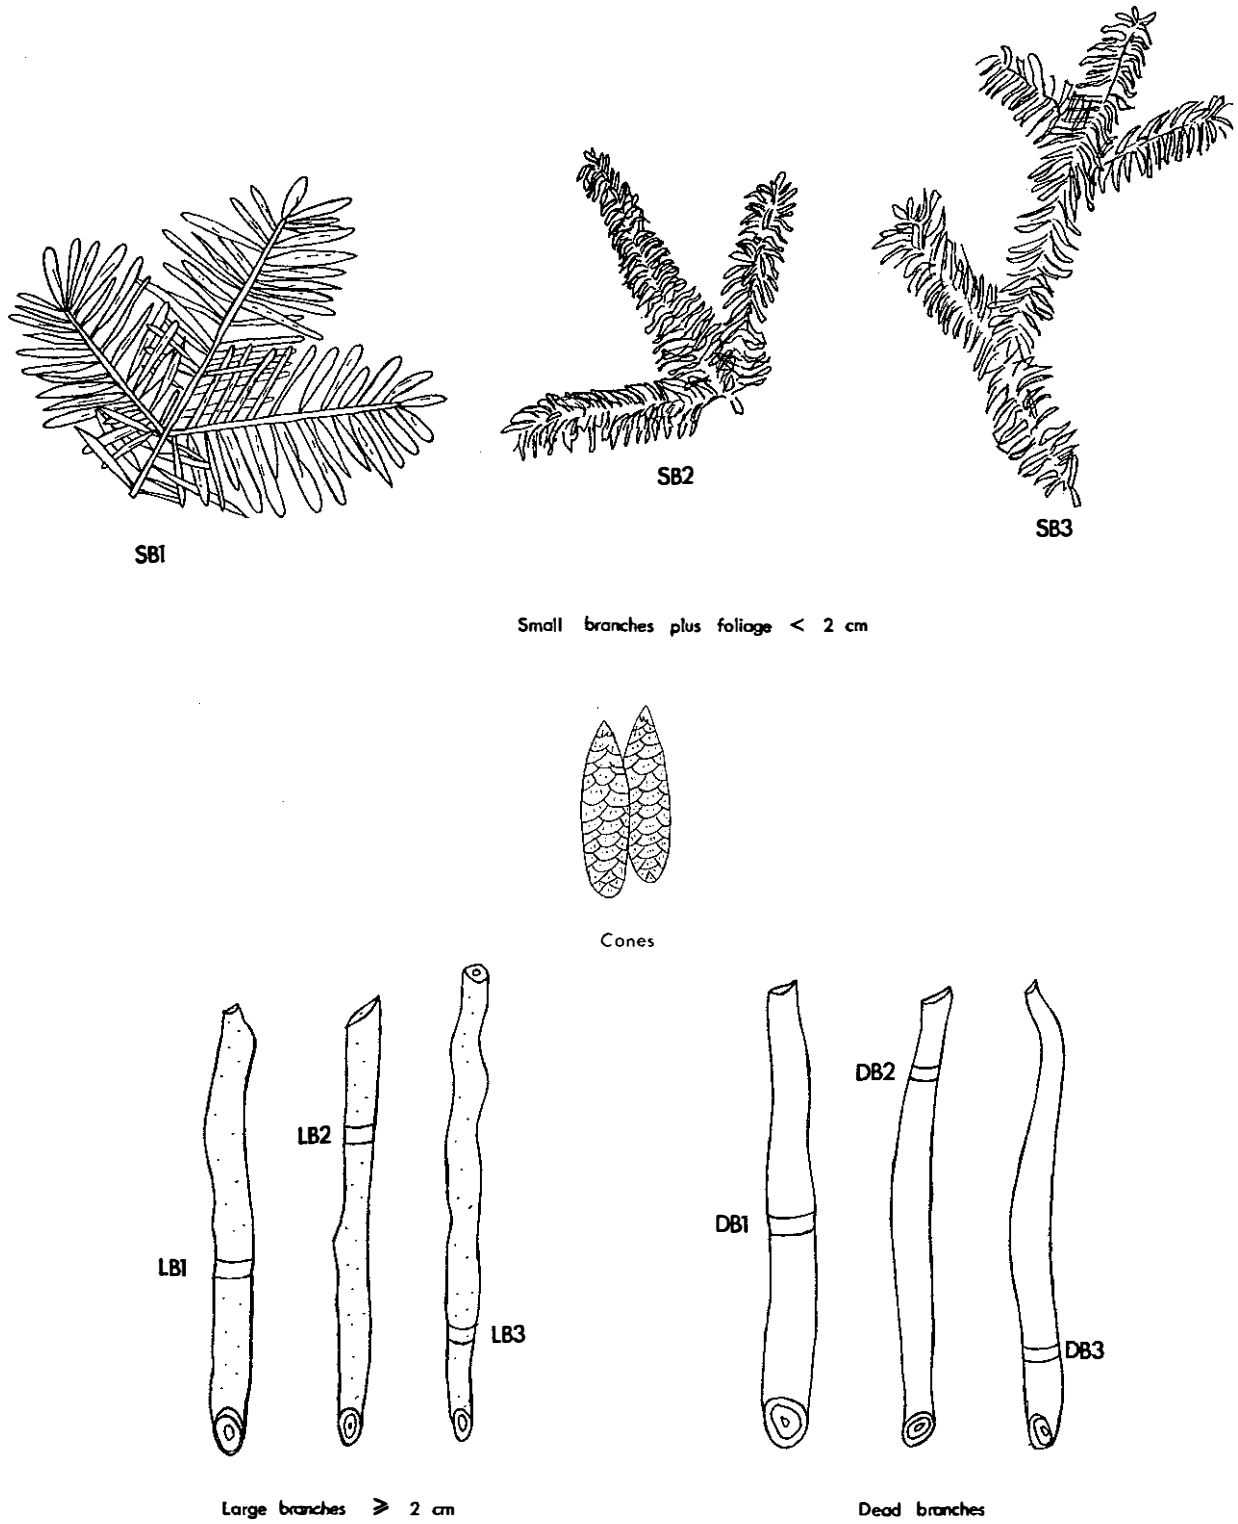 SB1
SB2
SB3
Small branches plus foliage < 2 cm
Cones
LB1
LB2
LB3
DB1
DB2
DB3
Large branches ⩾ 2 cm
Dead branches